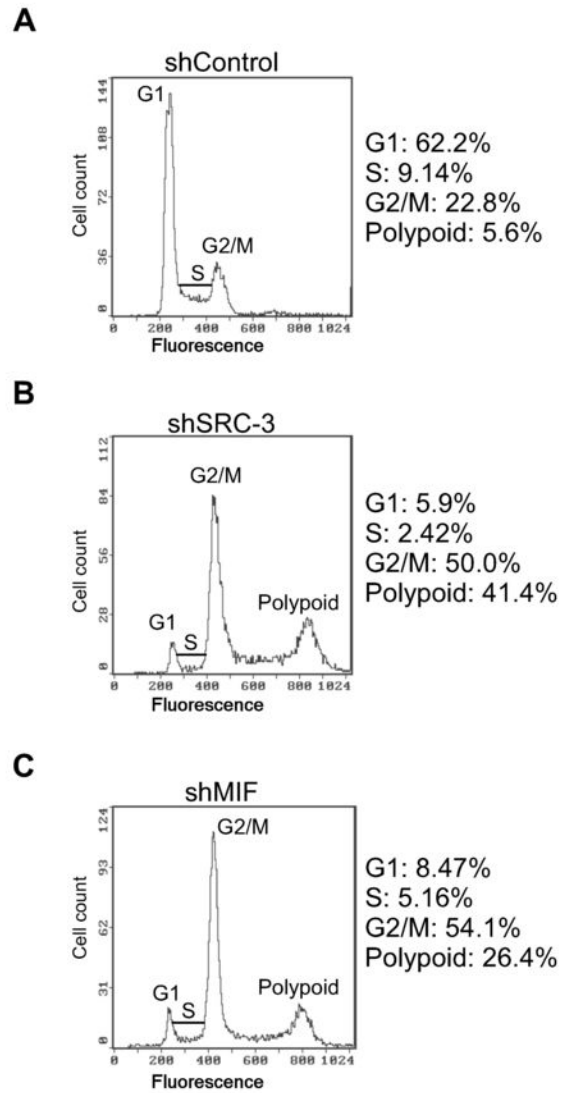 A
shControl
144
108
72
36
0
Cell count
G1
S
G2/M
0 200 400 600 800 1024
Fluorescence
G1: 62.2%
S: 9.14%
G2/M: 22.8%
Polypoid: 5.6%
B
shSRC-3
112
84
56
28
0
Cell count
G1
S
G2/M
Polypoid
0 200 400 600 800 1024
Fluorescence
G1: 5.9%
S: 2.42%
G2/M: 50.0%
Polypoid: 41.4%
C
shMIF
124
93
62
31
0
Cell count
G1
S
G2/M
Polypoid
0 200 400 600 800 1024
Fluorescence
G1: 8.47%
S: 5.16%
G2/M: 54.1%
Polypoid: 26.4%